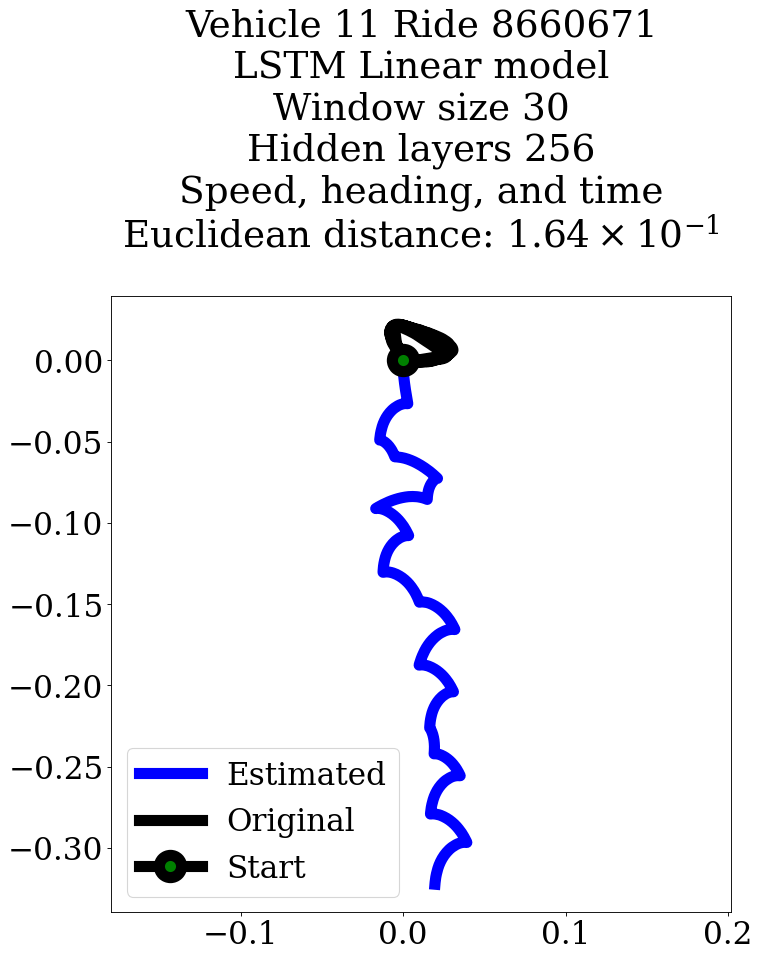 Vehicle 11 Ride 8660671
LSTM Linear model
Window size 30
Hidden layers 256
Speed, heading, and time
Euclidean distance: 1.64 × 10⁻¹
0.00
−0.05
−0.10
−0.15
−0.20
−0.25
−0.30
Estimated
Original
Start
−0.1
0.0
0.1
0.2